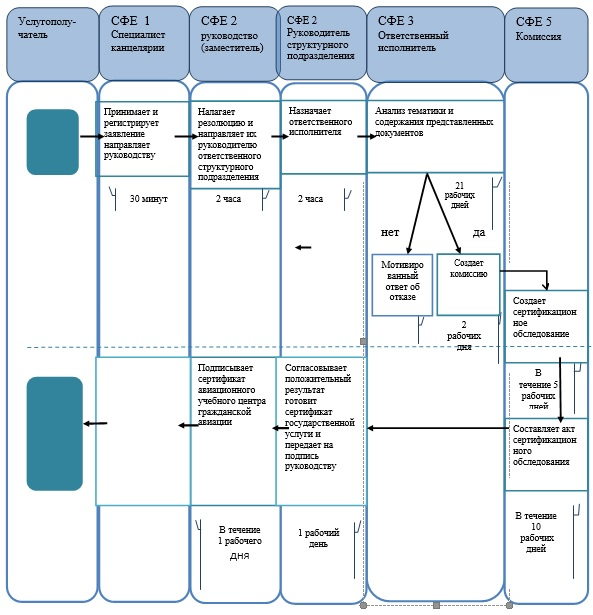 Услугополу-
чатель
СФЕ 1
Специалист
канцелярии
СФЕ 2
руководство
(заместитель)
СФЕ 2
Руководитель
структурного
подразделения
СФЕ 3
Ответственный
исполнитель
СФЕ 5
Комиссия
Принимает и
регистрирует
заявление
направляет
руководству
Налагает
резолюцию и
направляет их
руководителю
ответственного
структурного
подразделения
Назначает
ответственного
исполнителя
Анализ тематики и
содержания представленных
документов
30 минут
2 часа
2 часа
21
рабочих
дней
нет
да
Мотивиро
ванный
ответ об
отказе
Создает
комиссию
Создает
сертификацион
ное
обследование
2
рабочих
дня
В
течение 5
рабочих
дней
Подписывает
сертификат
авиационного
учебного центра
гражданской
авиации
Согласовывает
положительный
результат
готовит
сертификат
государственной
услуги и
передает на
подпись
руководству
Составляет акт
сертификацион
ного
обследования
В течение
1 рабочего
дня
1 рабочий
день
В течение
10
рабочих
дней